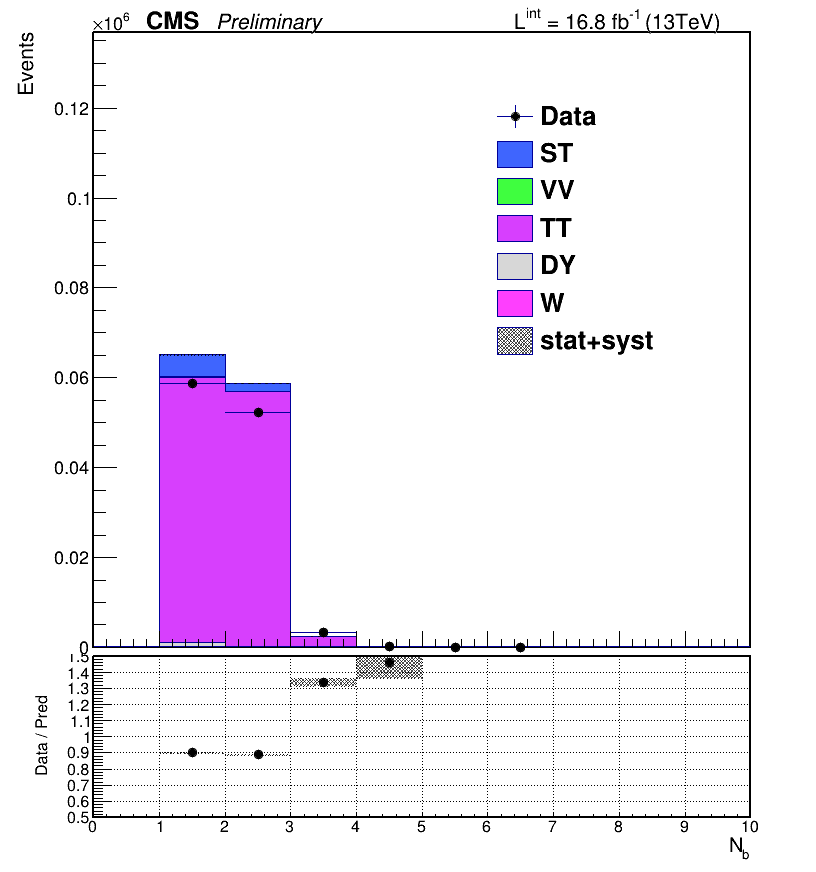 ×10⁶ CMS Preliminary L^int = 16.8 fb⁻¹ (13TeV)
Events
0.12
0.1
0.08
0.06
0.04
0.02
0
Data
ST
VV
TT
DY
W
stat+syst
Data / Pred
1.5
1.4
1.3
1.2
1.1
1
0.9
0.8
0.7
0.6
0.5
0 1 2 3 4 5 6 7 8 9 10
N_b